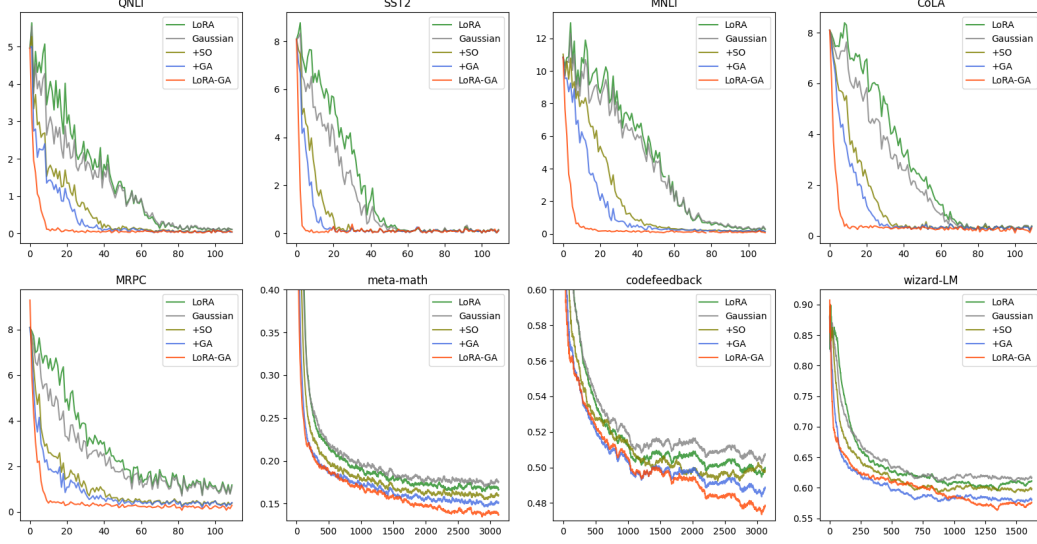 QNLI
SST2
MNLI
CoLA
LoRA
Gaussian
+SO
+GA
LoRA-GA
LoRA
Gaussian
+SO
+GA
LoRA-GA
LoRA
Gaussian
+SO
+GA
LoRA-GA
LoRA
Gaussian
+SO
+GA
LoRA-GA
5
4
3
2
1
0
0 20 40 60 80 100
8
6
4
2
0
0 20 40 60 80 100
12
10
8
6
4
2
0
0 20 40 60 80 100
8
6
4
2
0
0 20 40 60 80 100
MRPC
meta-math
codefeedback
wizard-LM
LoRA
Gaussian
+SO
+GA
LoRA-GA
LoRA
Gaussian
+SO
+GA
LoRA-GA
LoRA
Gaussian
+SO
+GA
LoRA-GA
LoRA
Gaussian
+SO
+GA
LoRA-GA
8
6
4
2
0
0 20 40 60 80 100
0.40
0.35
0.30
0.25
0.20
0.15
0 500 1000 1500 2000 2500 3000
0.60
0.58
0.56
0.54
0.52
0.50
0.48
0 500 1000 1500 2000 2500 3000
0.90
0.85
0.80
0.75
0.70
0.65
0.60
0.55
0 250 500 750 1000 1250 1500